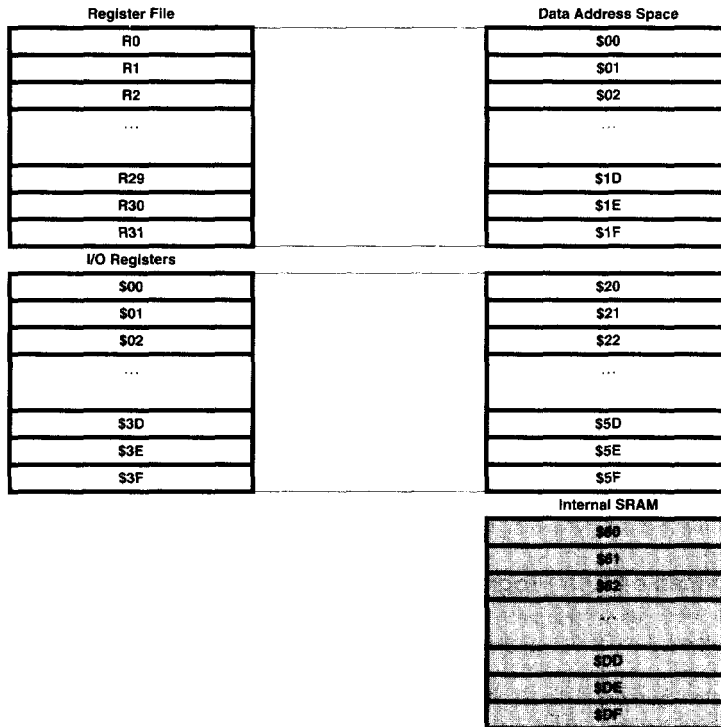 Register File Data Address Space
R0 $00
R1 $01
R2 $02
... ...
R29 $1D
R30 $1E
R31 $1F
I/O Registers
$00 $20
$01 $21
$02 $22
... ...
$3D $5D
$3E $5E
$3F $5F
Internal SRAM
$60
$61
$62
...
$DD
$DE
$DF